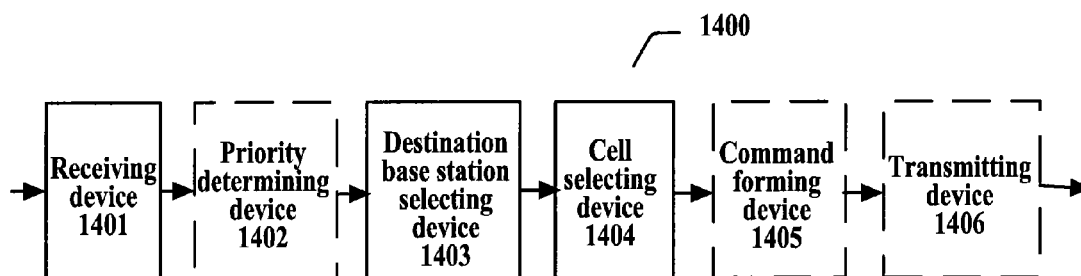 1400
Receiving
device
1401
Priority
determining
device
1402
Destination
base station
selecting
device
1403
Cell
selecting
device
1404
Command
forming
device
1405
Transmitting
device
1406